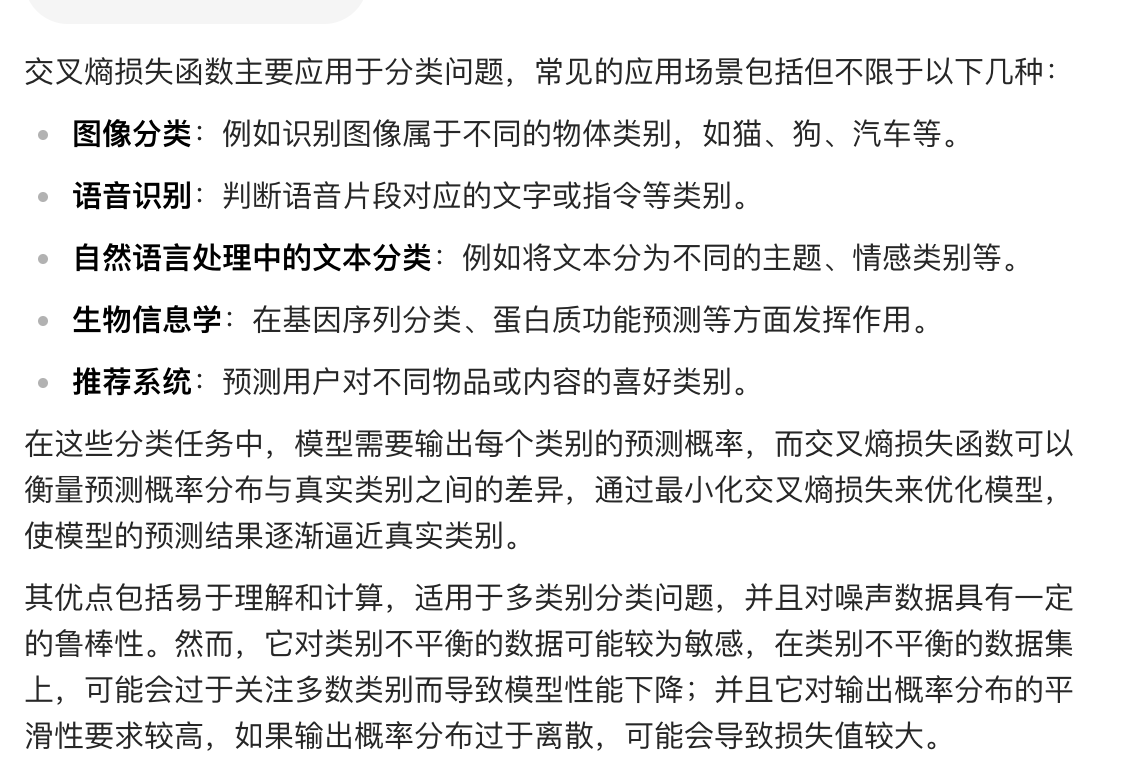 交叉熵损失函数主要应用于分类问题，常见的应用场景包括但不限于以下几种：
图像分类：例如识别图像属于不同的物体类别，如猫、狗、汽车等。
语音识别：判断语音片段对应的文字或指令等类别。
自然语言处理中的文本分类：例如将文本分为不同的主题、情感类别等。
生物信息学：在基因序列分类、蛋白质功能预测等方面发挥作用。
推荐系统：预测用户对不同物品或内容的喜好类别。
在这些分类任务中，模型需要输出每个类别的预测概率，而交叉熵损失函数可以
衡量预测概率分布与真实类别之间的差异，通过最小化交叉熵损失来优化模型，
使模型的预测结果逐渐逼近真实类别。
其优点包括易于理解和计算，适用于多类别分类问题，并且对噪声数据具有一定
的鲁棒性。然而，它对类别不平衡的数据可能较为敏感，在类别不平衡的数据集
上，可能会过于关注多数类别而导致模型性能下降；并且它对输出概率分布的平
滑性要求较高，如果输出概率分布过于离散，可能会导致损失值较大。